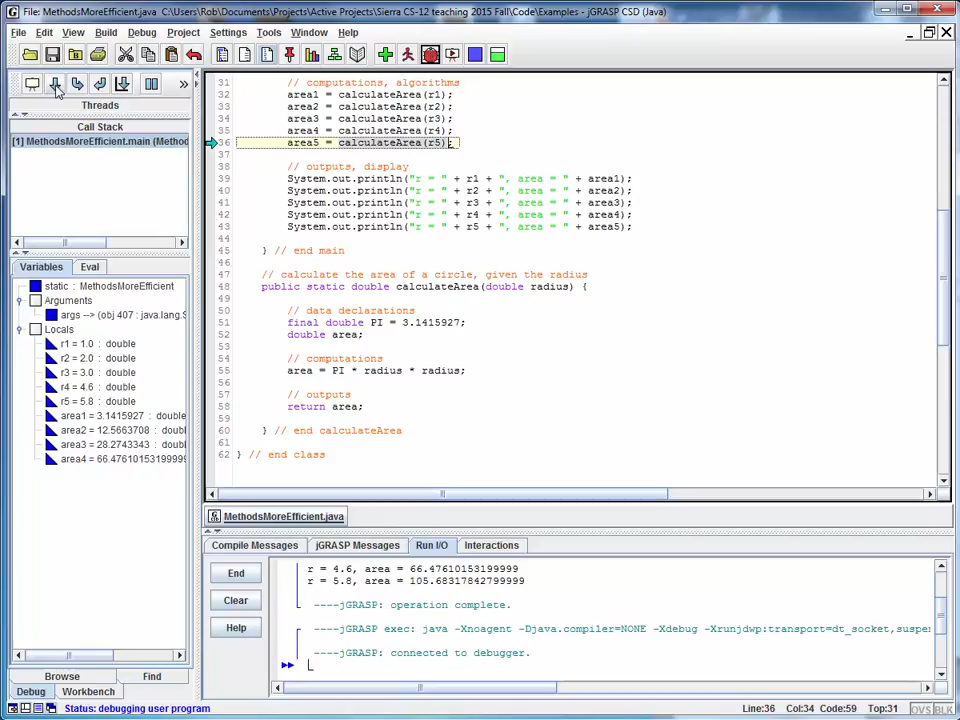 File: MethodsMoreEfficient.java  C:\Users\Rob\Documents\Projects\Active Projects\Sierra CS-12 teaching 2015 Fall\Code\Examples - jGRASP CSD (Java)
File Edit View Build Debug Project Settings Tools Window Help
Threads
Call Stack
[1] MethodsMoreEfficient.main (Method
Variables Eval
static : MethodsMoreEfficient
Arguments
args --> (obj 407 : java.lang.S
Locals
r1 = 1.0 : double
r2 = 2.0 : double
r3 = 3.0 : double
r4 = 4.6 : double
r5 = 5.8 : double
area1 = 3.1415927 : double
area2 = 12.5663708 : doub
area3 = 28.2743343 : doub
area4 = 66.47610153199999
Browse Find
Debug Workbench
31 // computations, algorithms
32 area1 = calculateArea(r1);
33 area2 = calculateArea(r2);
34 area3 = calculateArea(r3);
35 area4 = calculateArea(r4);
36 area5 = calculateArea(r5);
37
38 // outputs, display
39 System.out.println("r = " + r1 + ", area = " + area1);
40 System.out.println("r = " + r2 + ", area = " + area2);
41 System.out.println("r = " + r3 + ", area = " + area3);
42 System.out.println("r = " + r4 + ", area = " + area4);
43 System.out.println("r = " + r5 + ", area = " + area5);
44
45 } // end main
46
47 // calculate the area of a circle, given the radius
48 public static double calculateArea(double radius) {
49
50 // data declarations
51 final double PI = 3.1415927;
52 double area;
53
54 // computations
55 area = PI * radius * radius;
56
57 // outputs
58 return area;
59
60 } // end calculateArea
61
62 } // end class
MethodsMoreEfficient.java
Compile Messages jGRASP Messages Run I/O Interactions
End
Clear
Help
r = 4.6, area = 66.47610153199999
r = 5.8, area = 105.68317842799999
----jGRASP: operation complete.
----jGRASP exec: java -Xnoagent -Djava.compiler=NONE -Xdebug -Xrunjdwp:transport=dt_socket,suspe
----jGRASP: connected to debugger.
Status: debugging user program
Line:36 Col:34 Code:59 Top:31 OVS BLK